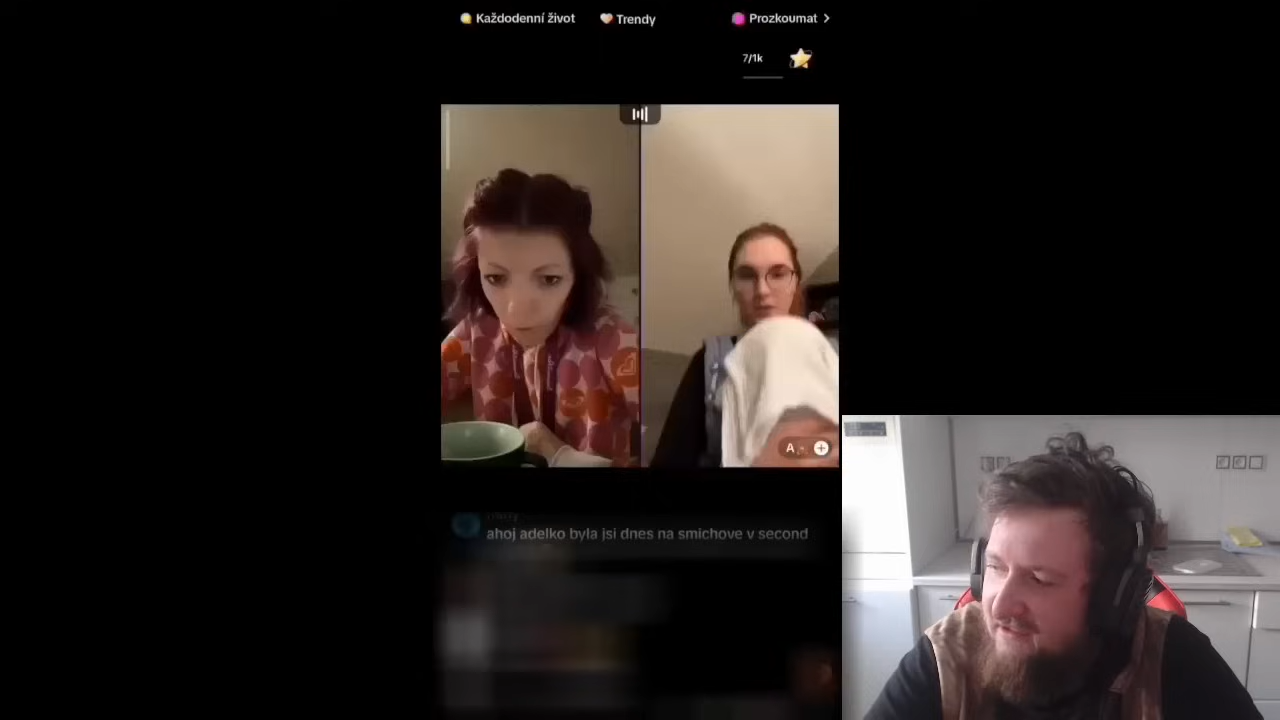 Každodenní život
Trendy
Prozkoumat
7/1k
ahoj adelko byla jsi dnes na smichove v second